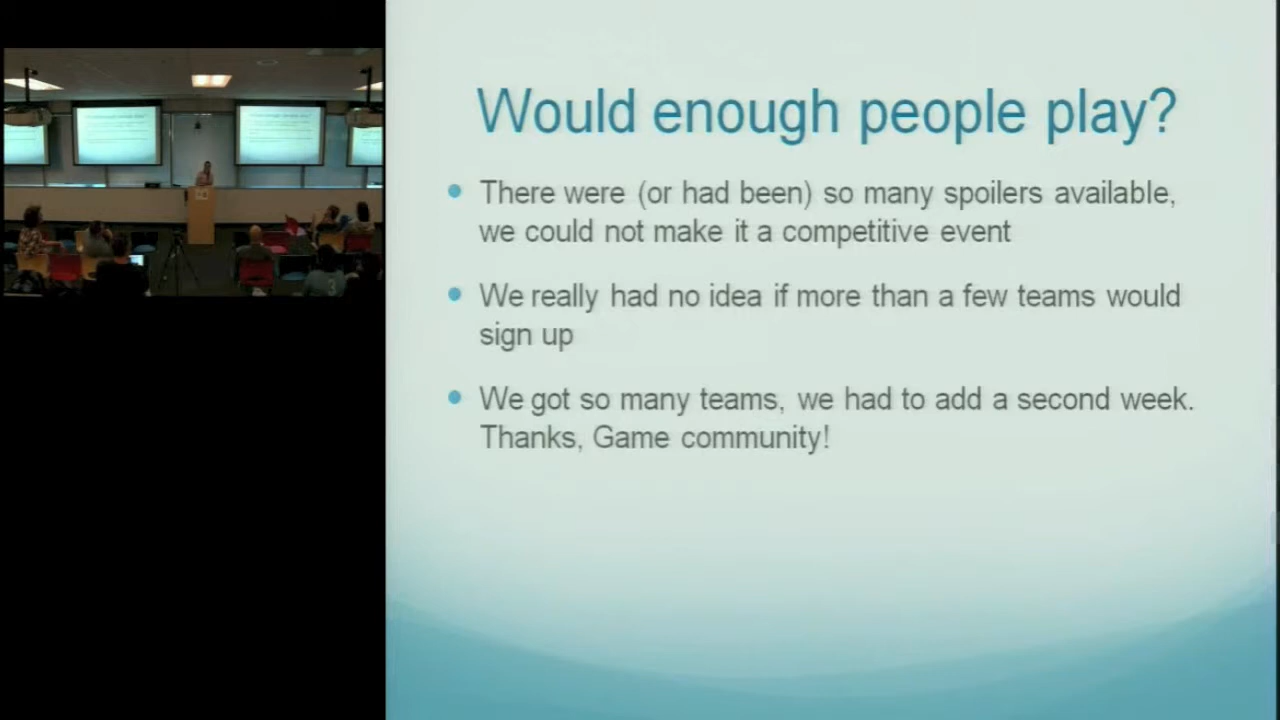 Would enough people play?
There were (or had been) so many spoilers available,
we could not make it a competitive event
We really had no idea if more than a few teams would
sign up
We got so many teams, we had to add a second week.
Thanks, Game community!